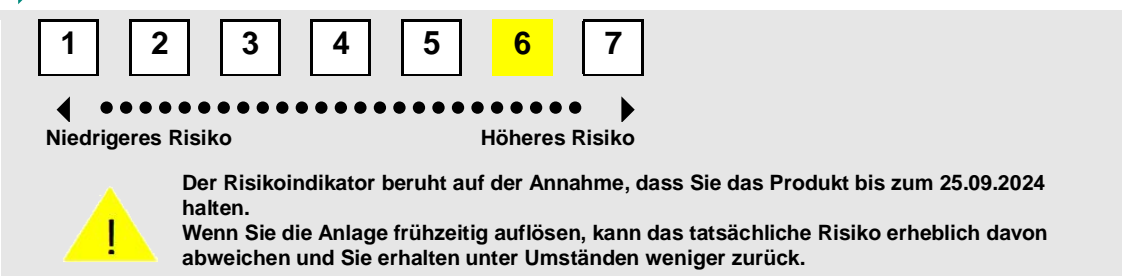 1 2 3 4 5 6 7
Niedrigeres Risiko Höheres Risiko
Der Risikoindikator beruht auf der Annahme, dass Sie das Produkt bis zum 25.09.2024
halten.
Wenn Sie die Anlage frühzeitig auflösen, kann das tatsächliche Risiko erheblich davon
abweichen und Sie erhalten unter Umständen weniger zurück.
!